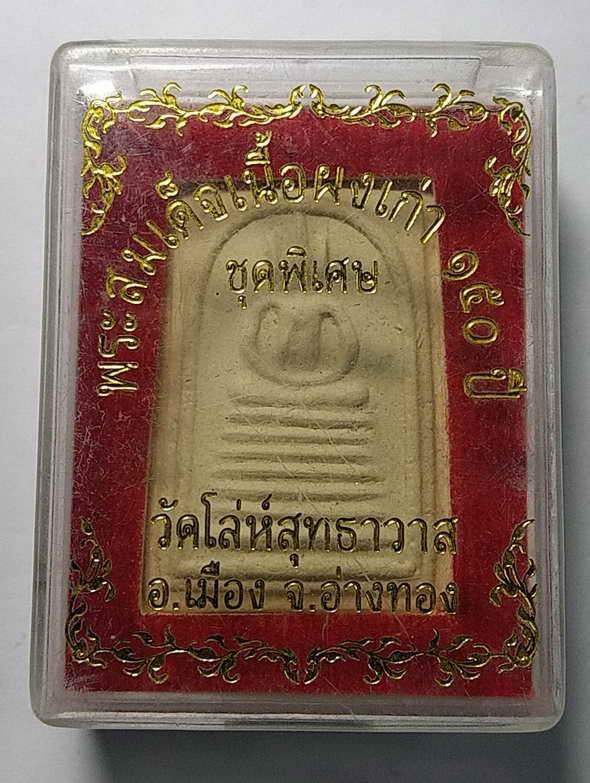 พระสมเด็จเนื้อผงเก่า ๑๕๐ ปี
ชุดพิเศษ
วัดโล่ห์สุทธาวาส
อ.เมือง จ.อ่างทอง